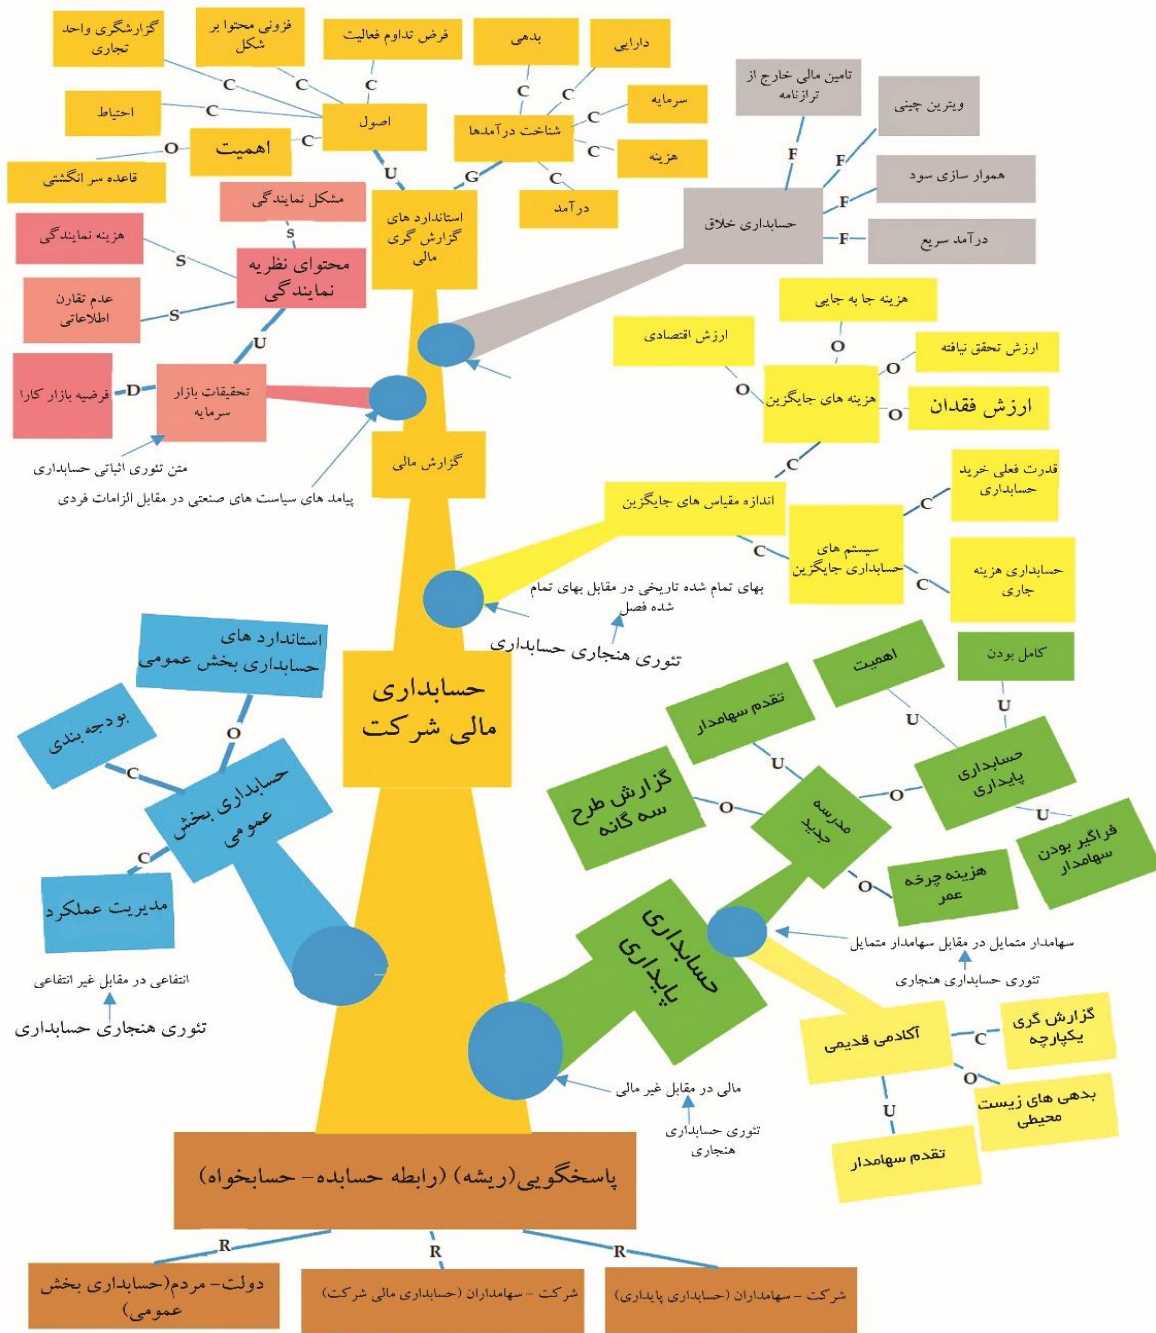 گزارشگری واحد
تجاری
فزونی محتوا بر
شکل
فرض تداوم فعالیت
بدهی
دارایی
احتیاط
اهمیت
اصول
شناخت درآمدها
سرمایه
هزینه
قاعده سر انگشتی
درآمد
C
C
C
C
C
O
U
G
C
C
C
C
C
تامین مالی خارج از
ترازنامه
ویترین چینی
هموار سازی سود
درآمد سریع
حسابداری خلاق
F
F
F
F
استاندارد های
گزارش گری
مالی
مشکل نمایندگی
هزینه نمایندگی
محتوای نظریه
نمایندگی
عدم تقارن
اطلاعاتی
فرضیه بازار کارا
تحقیقات بازار
سرمایه
S
S
S
U
D
متن تئوری اثباتی حسابداری
پیامد های سیاست های صنعتی در مقابل الزامات فردی
گزارش مالی
هزینه جا به جایی
ارزش اقتصادی
ارزش تحقق نیافته
هزینه های جایگزین
ارزش فقدان
O
O
O
O
C
اندازه مقیاس های جایگزین
سیستم های
حسابداری جایگزین
قدرت فعلی خرید
حسابداری
حسابداری هزینه
جاری
C
C
C
بهای تمام شده تاریخی در مقابل بهای تمام
شده فصل
تئوری هنجاری حسابداری
حسابداری
مالی شرکت
استاندارد های
حسابداری بخش عمومی
بودجه بندی
حسابداری بخش
عمومی
مدیریت عملکرد
O
C
C
انتفاعی در مقابل غیر انتفاعی
تئوری هنجاری حسابداری
کامل بودن
اهمیت
تقدم سهامدار
حسابداری
پایداری
گزارش طرح
سه گانه
مدرسه
جدید
فراگیر بودن
سهامدار
هزینه چرخه
عمر
U
U
U
U
O
O
O
حسابداری
پایداری
سهامدار متمایل در مقابل سهامدار متمایل
تئوری حسابداری هنجاری
آکادمی قدیمی
گزارش گری
یکپارچه
بدهی های زیست
محیطی
تقدم سهامدار
C
O
U
مالی در مقابل غیر مالی
تئوری حسابداری
هنجاری
پاسخگویی(ریشه) (رابطه حسابده- حسابخواه)
R
R
R
دولت- مردم(حسابداری بخش
عمومی)
شرکت - سهامداران (حسابداری مالی شرکت)
شرکت - سهامداران (حسابداری پایداری)